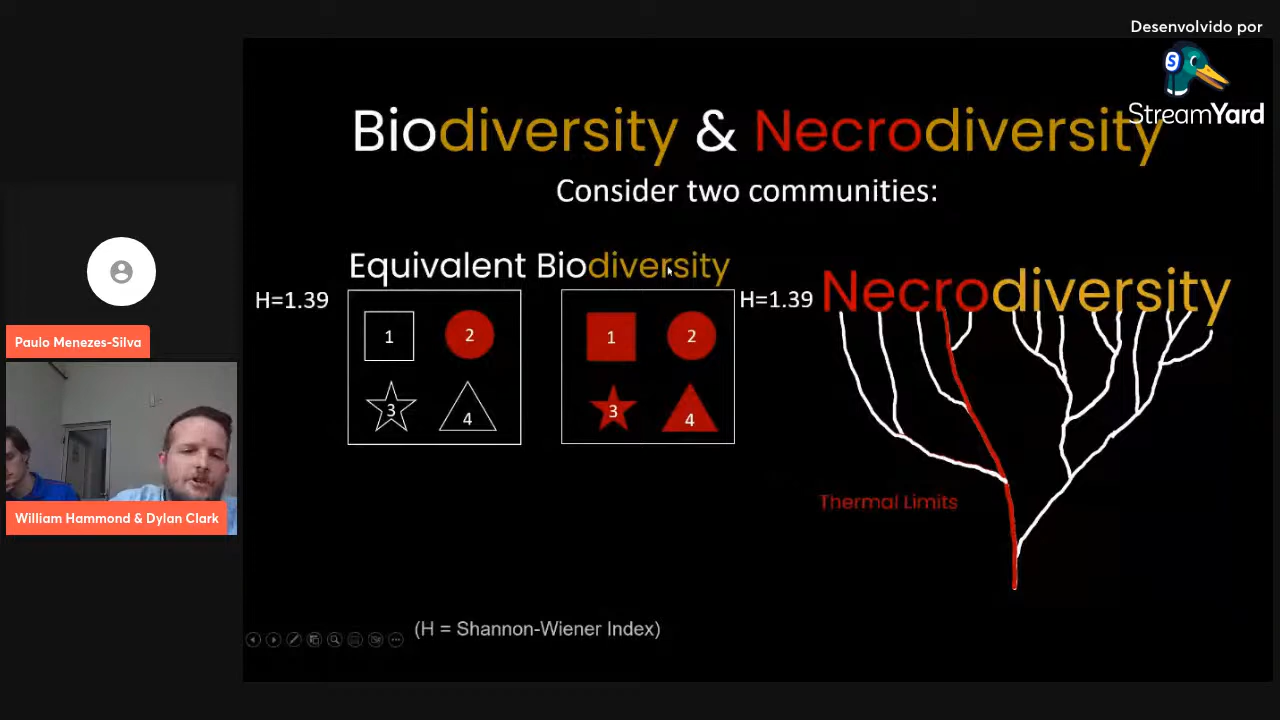 Desenvolvido por
StreamYard
Biodiversity & Necrodiversity
Consider two communities:
Equivalent Biodiversity
H=1.39
1
2
3
4
1
2
3
4
H=1.39
Necrodiversity
Thermal Limits
(H = Shannon-Wiener Index)
Paulo Menezes-Silva
William Hammond & Dylan Clark